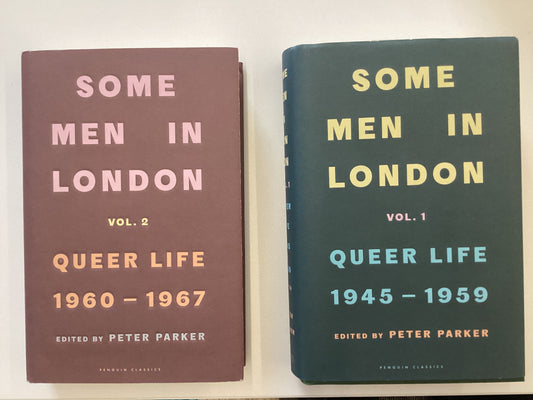 SOME
MEN IN
LONDON
VOL. 2
QUEER LIFE
1960 – 1967
EDITED BY PETER PARKER
PENGUIN CLASSICS
SOME
MEN IN
LONDON
VOL. 1
QUEER LIFE
1945 – 1959
EDITED BY PETER PARKER
PENGUIN CLASSICS